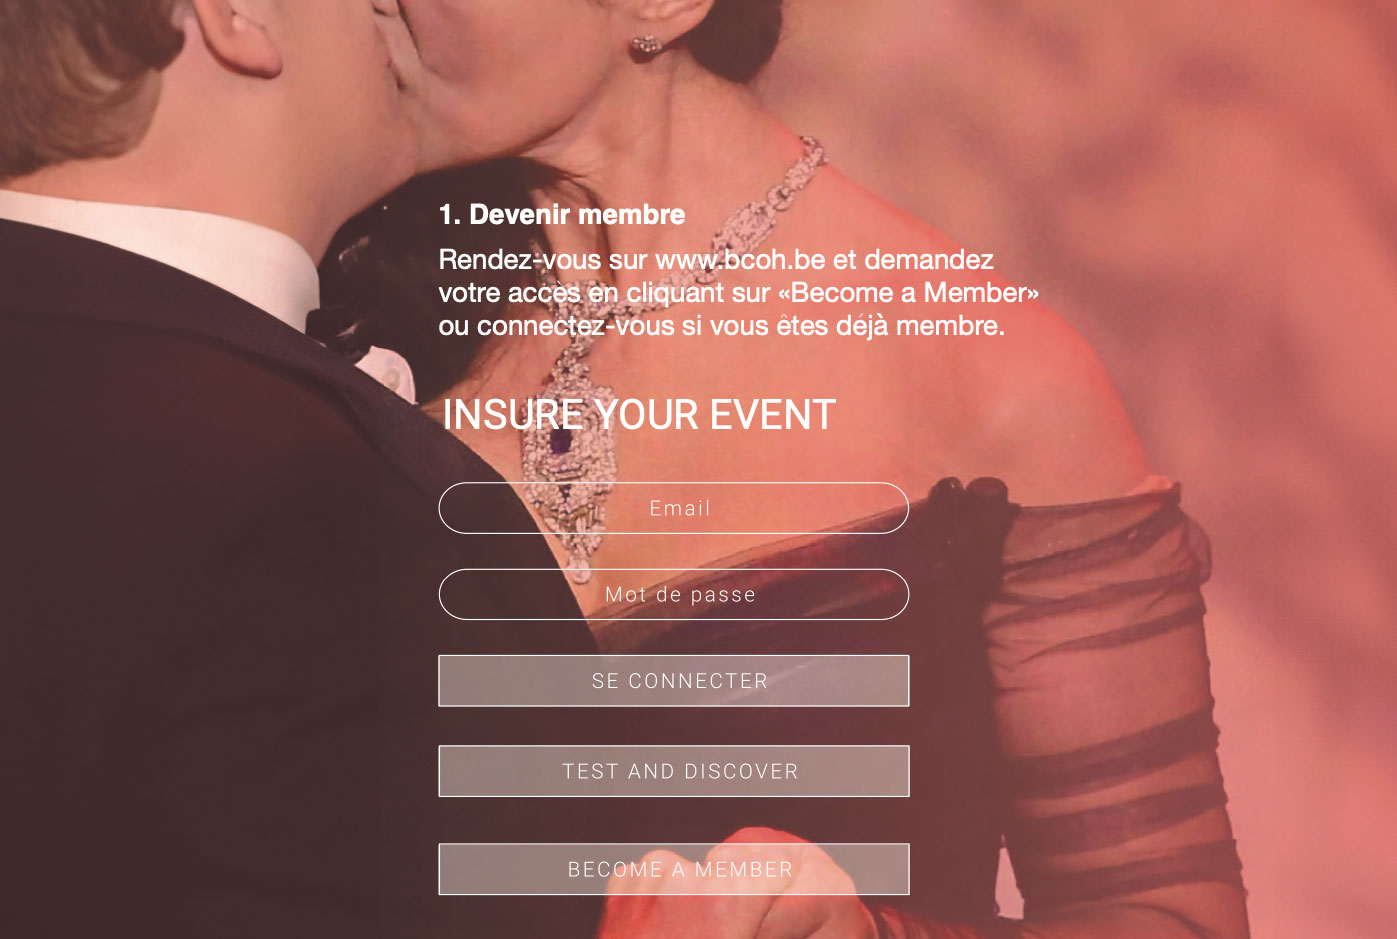 1. Devenir membre
Rendez-vous sur www.bcoh.be et demandez
votre accès en cliquant sur «Become a Member»
ou connectez-vous si vous êtes déjà membre.
INSURE YOUR EVENT
Email
Mot de passe
SE CONNECTER
TEST AND DISCOVER
BECOME A MEMBER